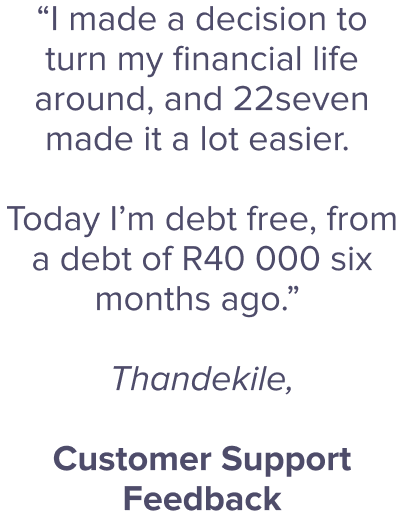 “I made a decision to
turn my financial life
around, and 22seven
made it a lot easier.
Today I’m debt free, from
a debt of R40 000 six
months ago.”
Thandekile,
Customer Support
Feedback